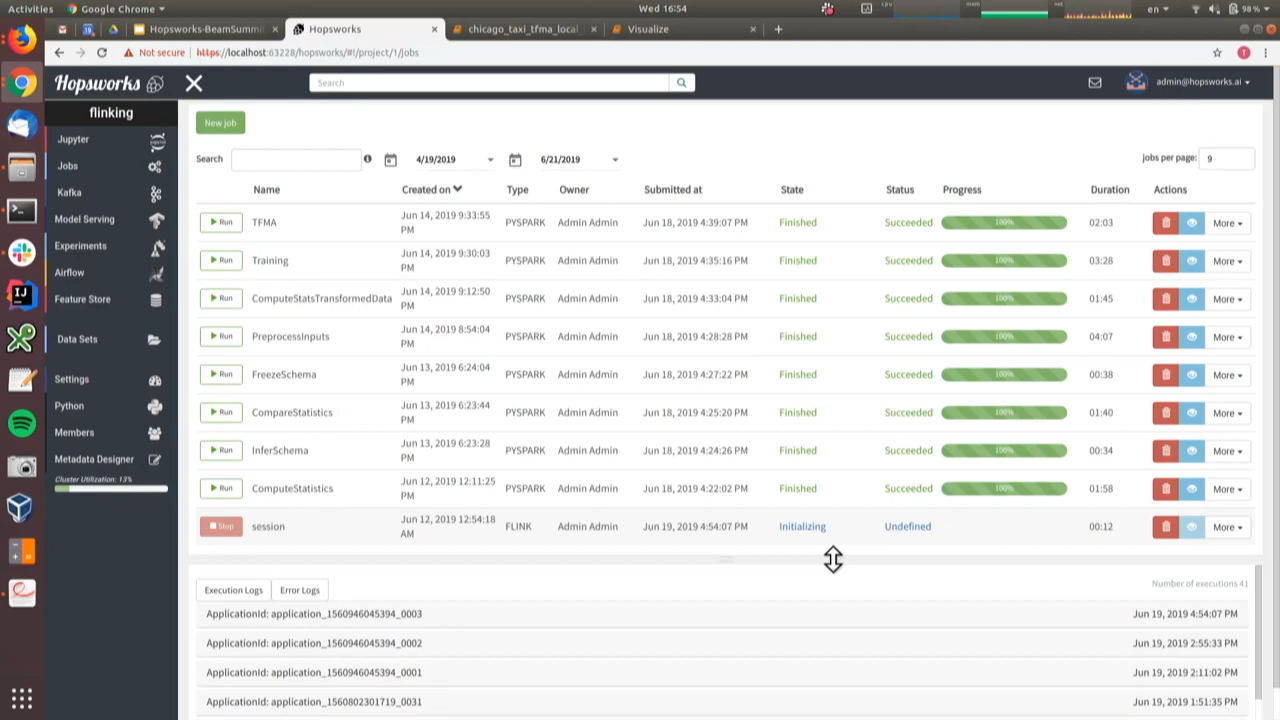 Activities Google Chrome Wed 16:54 cpu mem net en 98 %
Hopsworks-BeamSummi Hopsworks chicago_taxi_tfma_local_ Visualize
Not secure https://localhost:63228/hopsworks/#!/project/1/jobs
Hopsworks Search admin@hopsworks.ai
flinking
Jupyter
Jobs
Kafka
Model Serving
Experiments
Airflow
Feature Store
Data Sets
Settings
Python
Members
Metadata Designer
Cluster Utilization: 13%
New job
Search 4/19/2019 6/21/2019 jobs per page: 9
Name Created on Type Owner Submitted at State Status Progress Duration Actions
Run TFMA Jun 14, 2019 9:33:55 PM PYSPARK Admin Admin Jun 18, 2019 4:39:07 PM Finished Succeeded 100% 02:03 More
Run Training Jun 14, 2019 9:30:03 PM PYSPARK Admin Admin Jun 18, 2019 4:35:16 PM Finished Succeeded 100% 03:28 More
Run ComputeStatsTransformedData Jun 14, 2019 9:12:50 PM PYSPARK Admin Admin Jun 18, 2019 4:33:04 PM Finished Succeeded 100% 01:45 More
Run PreprocessInputs Jun 14, 2019 8:54:04 PM PYSPARK Admin Admin Jun 18, 2019 4:28:28 PM Finished Succeeded 100% 04:07 More
Run FreezeSchema Jun 13, 2019 6:24:04 PM PYSPARK Admin Admin Jun 18, 2019 4:27:22 PM Finished Succeeded 100% 00:38 More
Run CompareStatistics Jun 13, 2019 6:23:44 PM PYSPARK Admin Admin Jun 18, 2019 4:25:20 PM Finished Succeeded 100% 01:40 More
Run InferSchema Jun 13, 2019 6:23:28 PM PYSPARK Admin Admin Jun 18, 2019 4:24:26 PM Finished Succeeded 100% 00:34 More
Run ComputeStatistics Jun 12, 2019 12:11:25 PM PYSPARK Admin Admin Jun 18, 2019 4:22:02 PM Finished Succeeded 100% 01:58 More
Stop session Jun 12, 2019 12:54:18 AM FLINK Admin Admin Jun 19, 2019 4:54:07 PM Initializing Undefined 00:12 More
Execution Logs Error Logs Number of executions 41
ApplicationId: application_1560946045394_0003 Jun 19, 2019 4:54:07 PM
ApplicationId: application_1560946045394_0002 Jun 19, 2019 2:55:33 PM
ApplicationId: application_1560946045394_0001 Jun 19, 2019 2:11:02 PM
ApplicationId: application_1560802301719_0031 Jun 19, 2019 1:51:35 PM